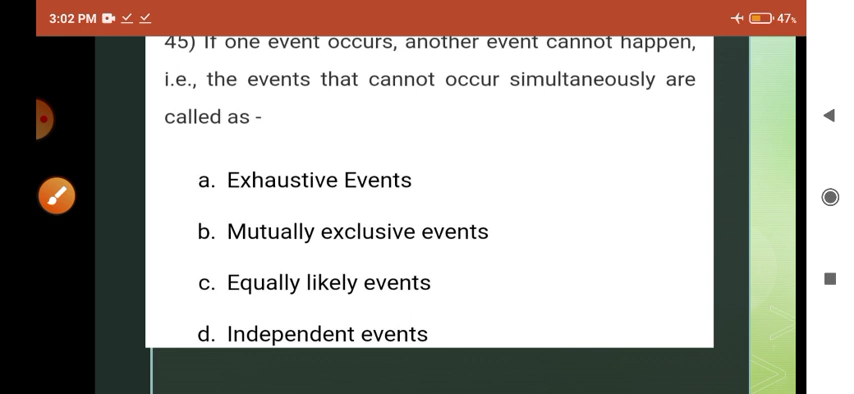 3:02 PM
47%
45) If one event occurs, another event cannot happen,
i.e., the events that cannot occur simultaneously are
called as -
a. Exhaustive Events
b. Mutually exclusive events
c. Equally likely events
d. Independent events